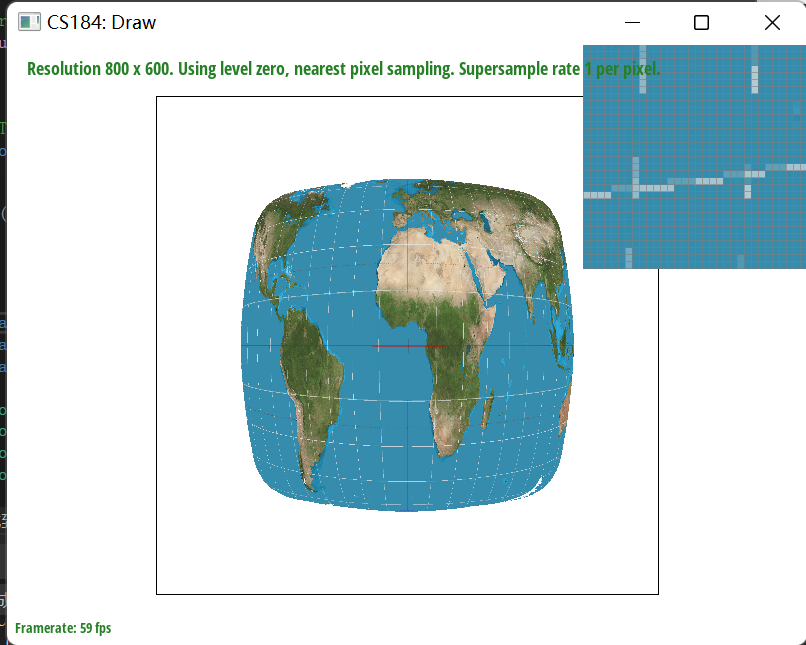 CS184: Draw
Resolution 800 x 600. Using level zero, nearest pixel sampling. Supersample rate 1 per pixel.
Framerate: 59 fps